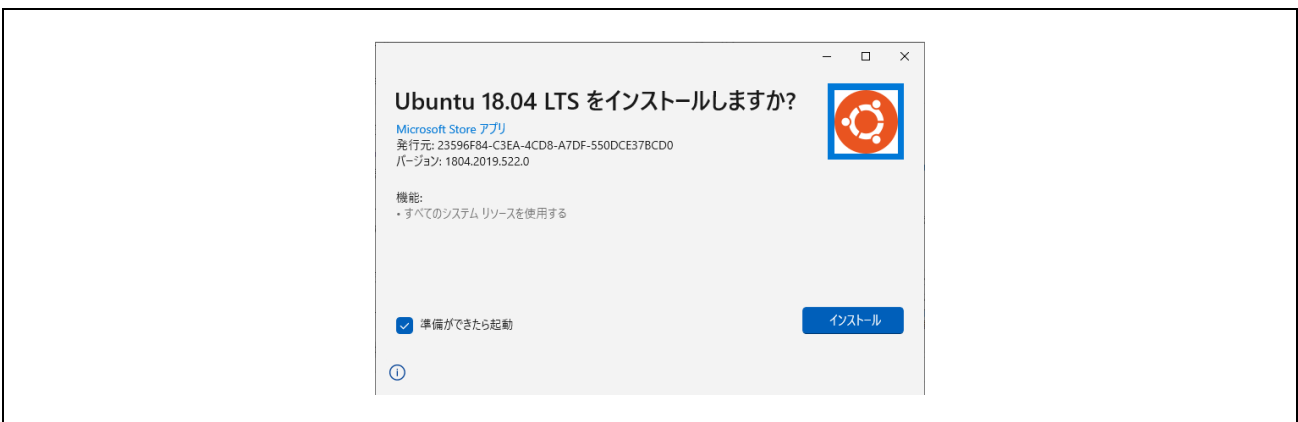 Ubuntu 18.04 LTS をインストールしますか?
Microsoft Store アプリ
発行元: 23596F84-C3EA-4CD8-A7DF-550DCE37BCD0
バージョン: 1804.2019.522.0
機能:
• すべてのシステム リソースを使用する
準備ができたら起動
インストール